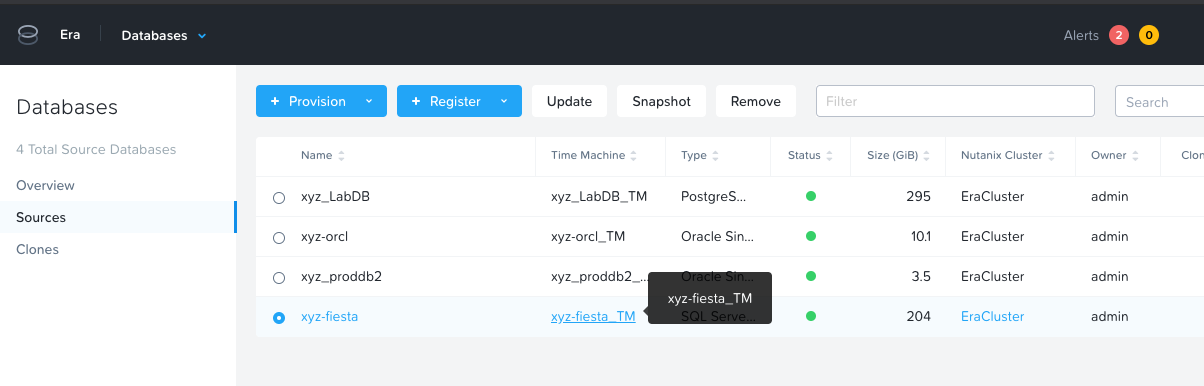 Era Databases Alerts 2 0
Databases
4 Total Source Databases
Overview
Sources
Clones
+ Provision + Register Update Snapshot Remove Filter Search
Name Time Machine Type Status Size (GiB) Nutanix Cluster Owner Clon
xyz_LabDB xyz_LabDB_TM PostgreS... 295 EraCluster admin
xyz-orcl xyz-orcl_TM Oracle Sin... 10.1 EraCluster admin
xyz_proddb2 xyz_proddb2_... Oracle Sin... 3.5 EraCluster admin
xyz-fiesta_TM
xyz-fiesta xyz-fiesta_TM SQL Serve... 204 EraCluster admin